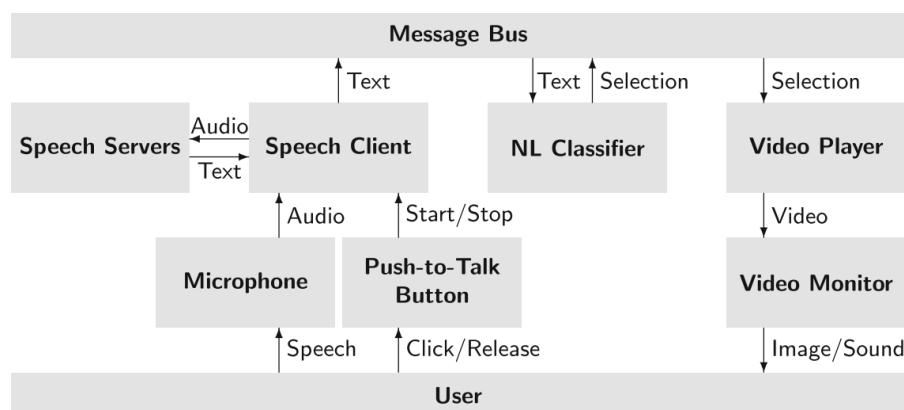 Message Bus
Text
Text
Selection
Selection
Speech Servers
Audio
Text
Speech Client
NL Classifier
Video Player
Audio
Start/Stop
Video
Microphone
Push-to-Talk
Button
Video Monitor
Speech
Click/Release
Image/Sound
User